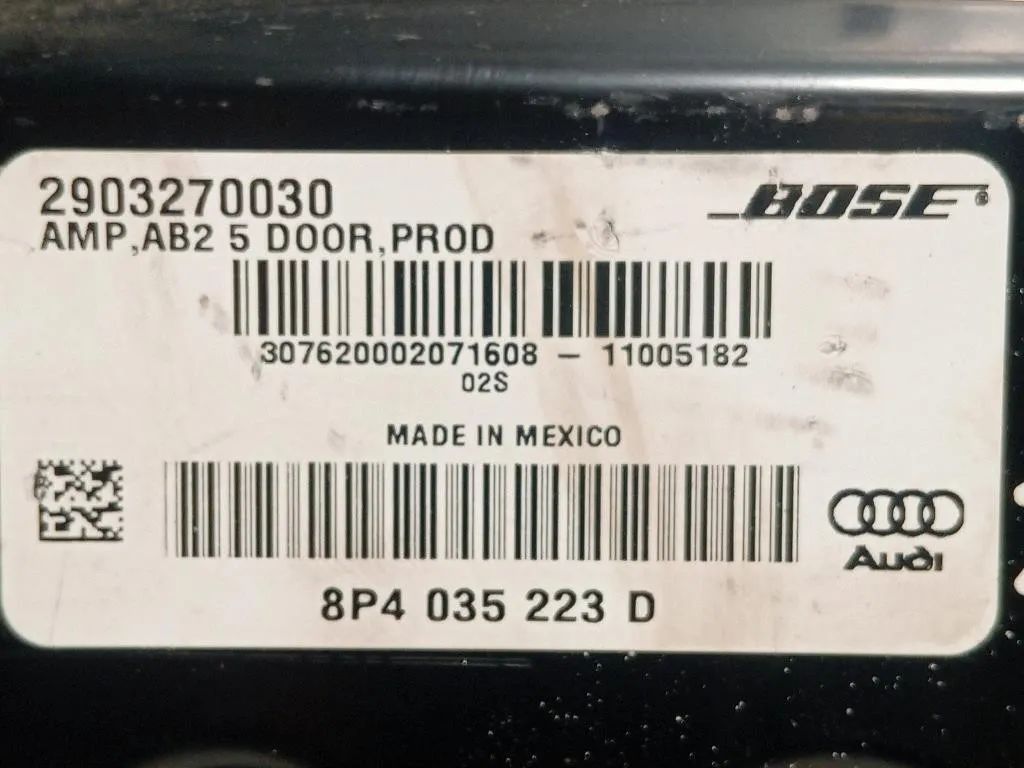 2903270030
BOSE®
AMP,AB2 5 DOOR,PROD
307620002071608 - 11005182
02S
MADE IN MEXICO
Audi
8P4 035 223 D